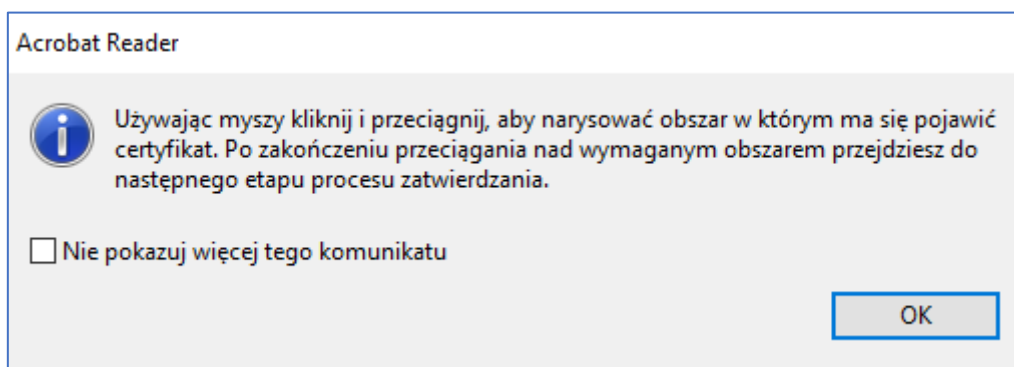 Acrobat Reader
Używając myszy kliknij i przeciągnij, aby narysować obszar w którym ma się pojawić
certyfikat. Po zakończeniu przeciągania nad wymaganym obszarem przejdziesz do
następnego etapu procesu zatwierdzania.
Nie pokazuj więcej tego komunikatu
OK